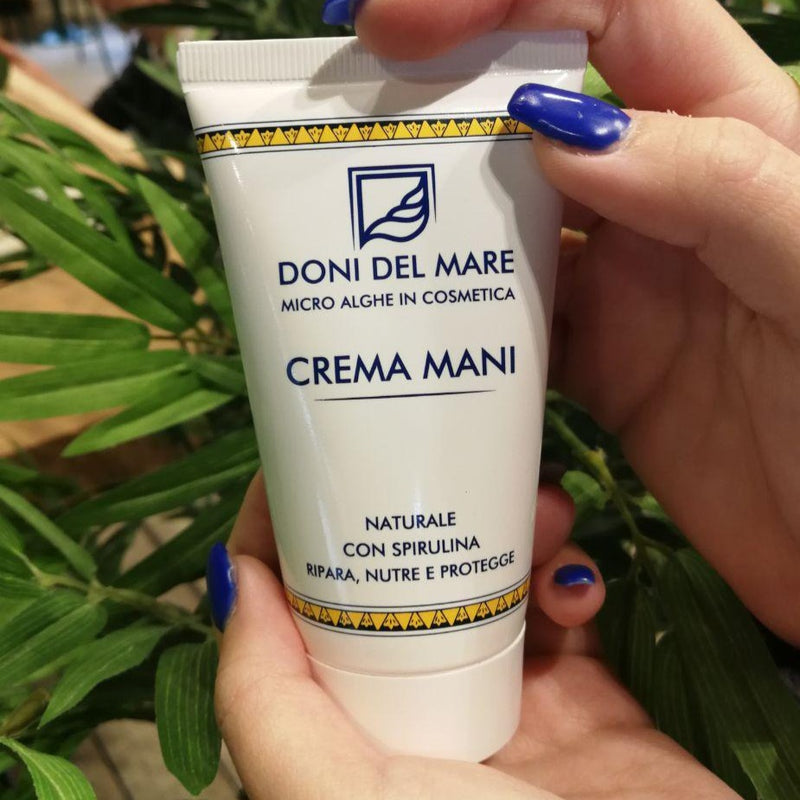 DONI DEL MARE
MICRO ALGHE IN COSMETICA
CREMA MANI
NATURALE
CON SPIRULINA
RIPARA, NUTRE E PROTEGGE